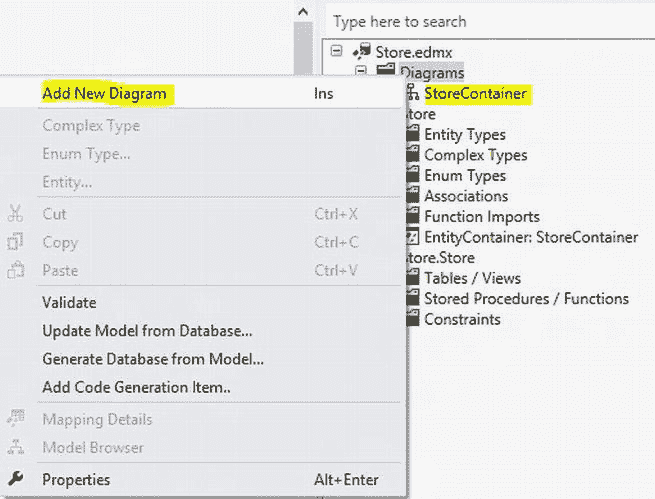 Type here to search
Store.edmx
Diagrams
StoreContainer
tore
Entity Types
Complex Types
Enum Types
Associations
Function Imports
EntityContainer: StoreContainer
tore.Store
Tables / Views
Stored Procedures / Functions
Constraints
Add New Diagram Ins
Complex Type
Enum Type...
Entity...
Cut Ctrl+X
Copy Ctrl+C
Paste Ctrl+V
Validate
Update Model from Database...
Generate Database from Model...
Add Code Generation Item..
Mapping Details
Model Browser
Properties Alt+Enter